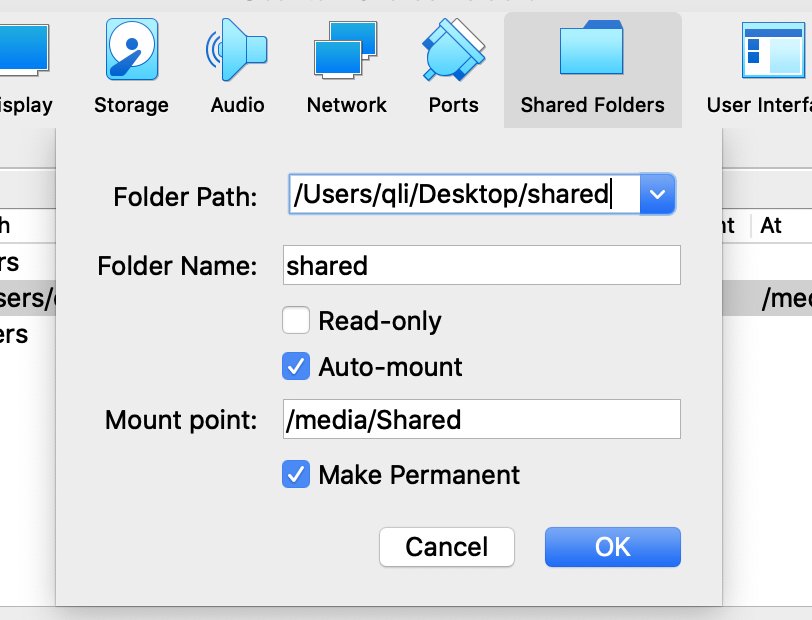 isplay Storage Audio Network Ports Shared Folders User Interfa
Folder Path: /Users/qli/Desktop/shared
h nt At
Folder Name: shared
rs
sers/ /med
Read-only
ers
Auto-mount
Mount point: /media/Shared
Make Permanent
Cancel OK